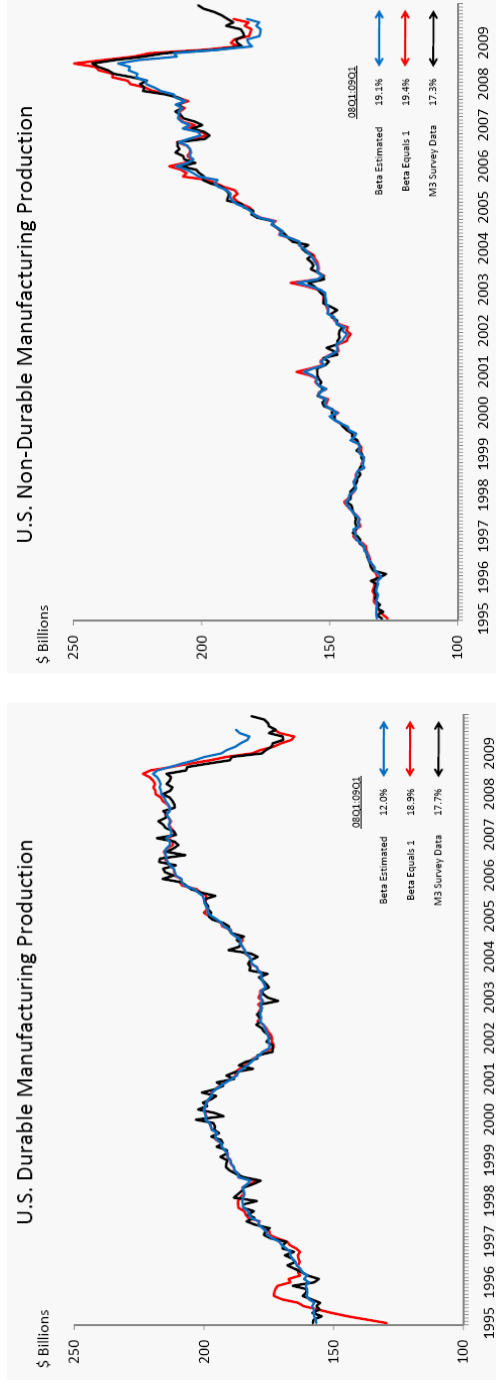 U.S. Durable Manufacturing Production
$ Billions
250
200
150
100
08Q1:09Q1
Beta Estimated 12.0%
Beta Equals 1 18.9%
M3 Survey Data 17.7%
1995 1996 1997 1998 1999 2000 2001 2002 2003 2004 2005 2006 2007 2008 2009
U.S. Non-Durable Manufacturing Production
$ Billions
250
200
150
100
08Q1:09Q1
Beta Estimated 19.1%
Beta Equals 1 19.4%
M3 Survey Data 17.3%
1995 1996 1997 1998 1999 2000 2001 2002 2003 2004 2005 2006 2007 2008 2009